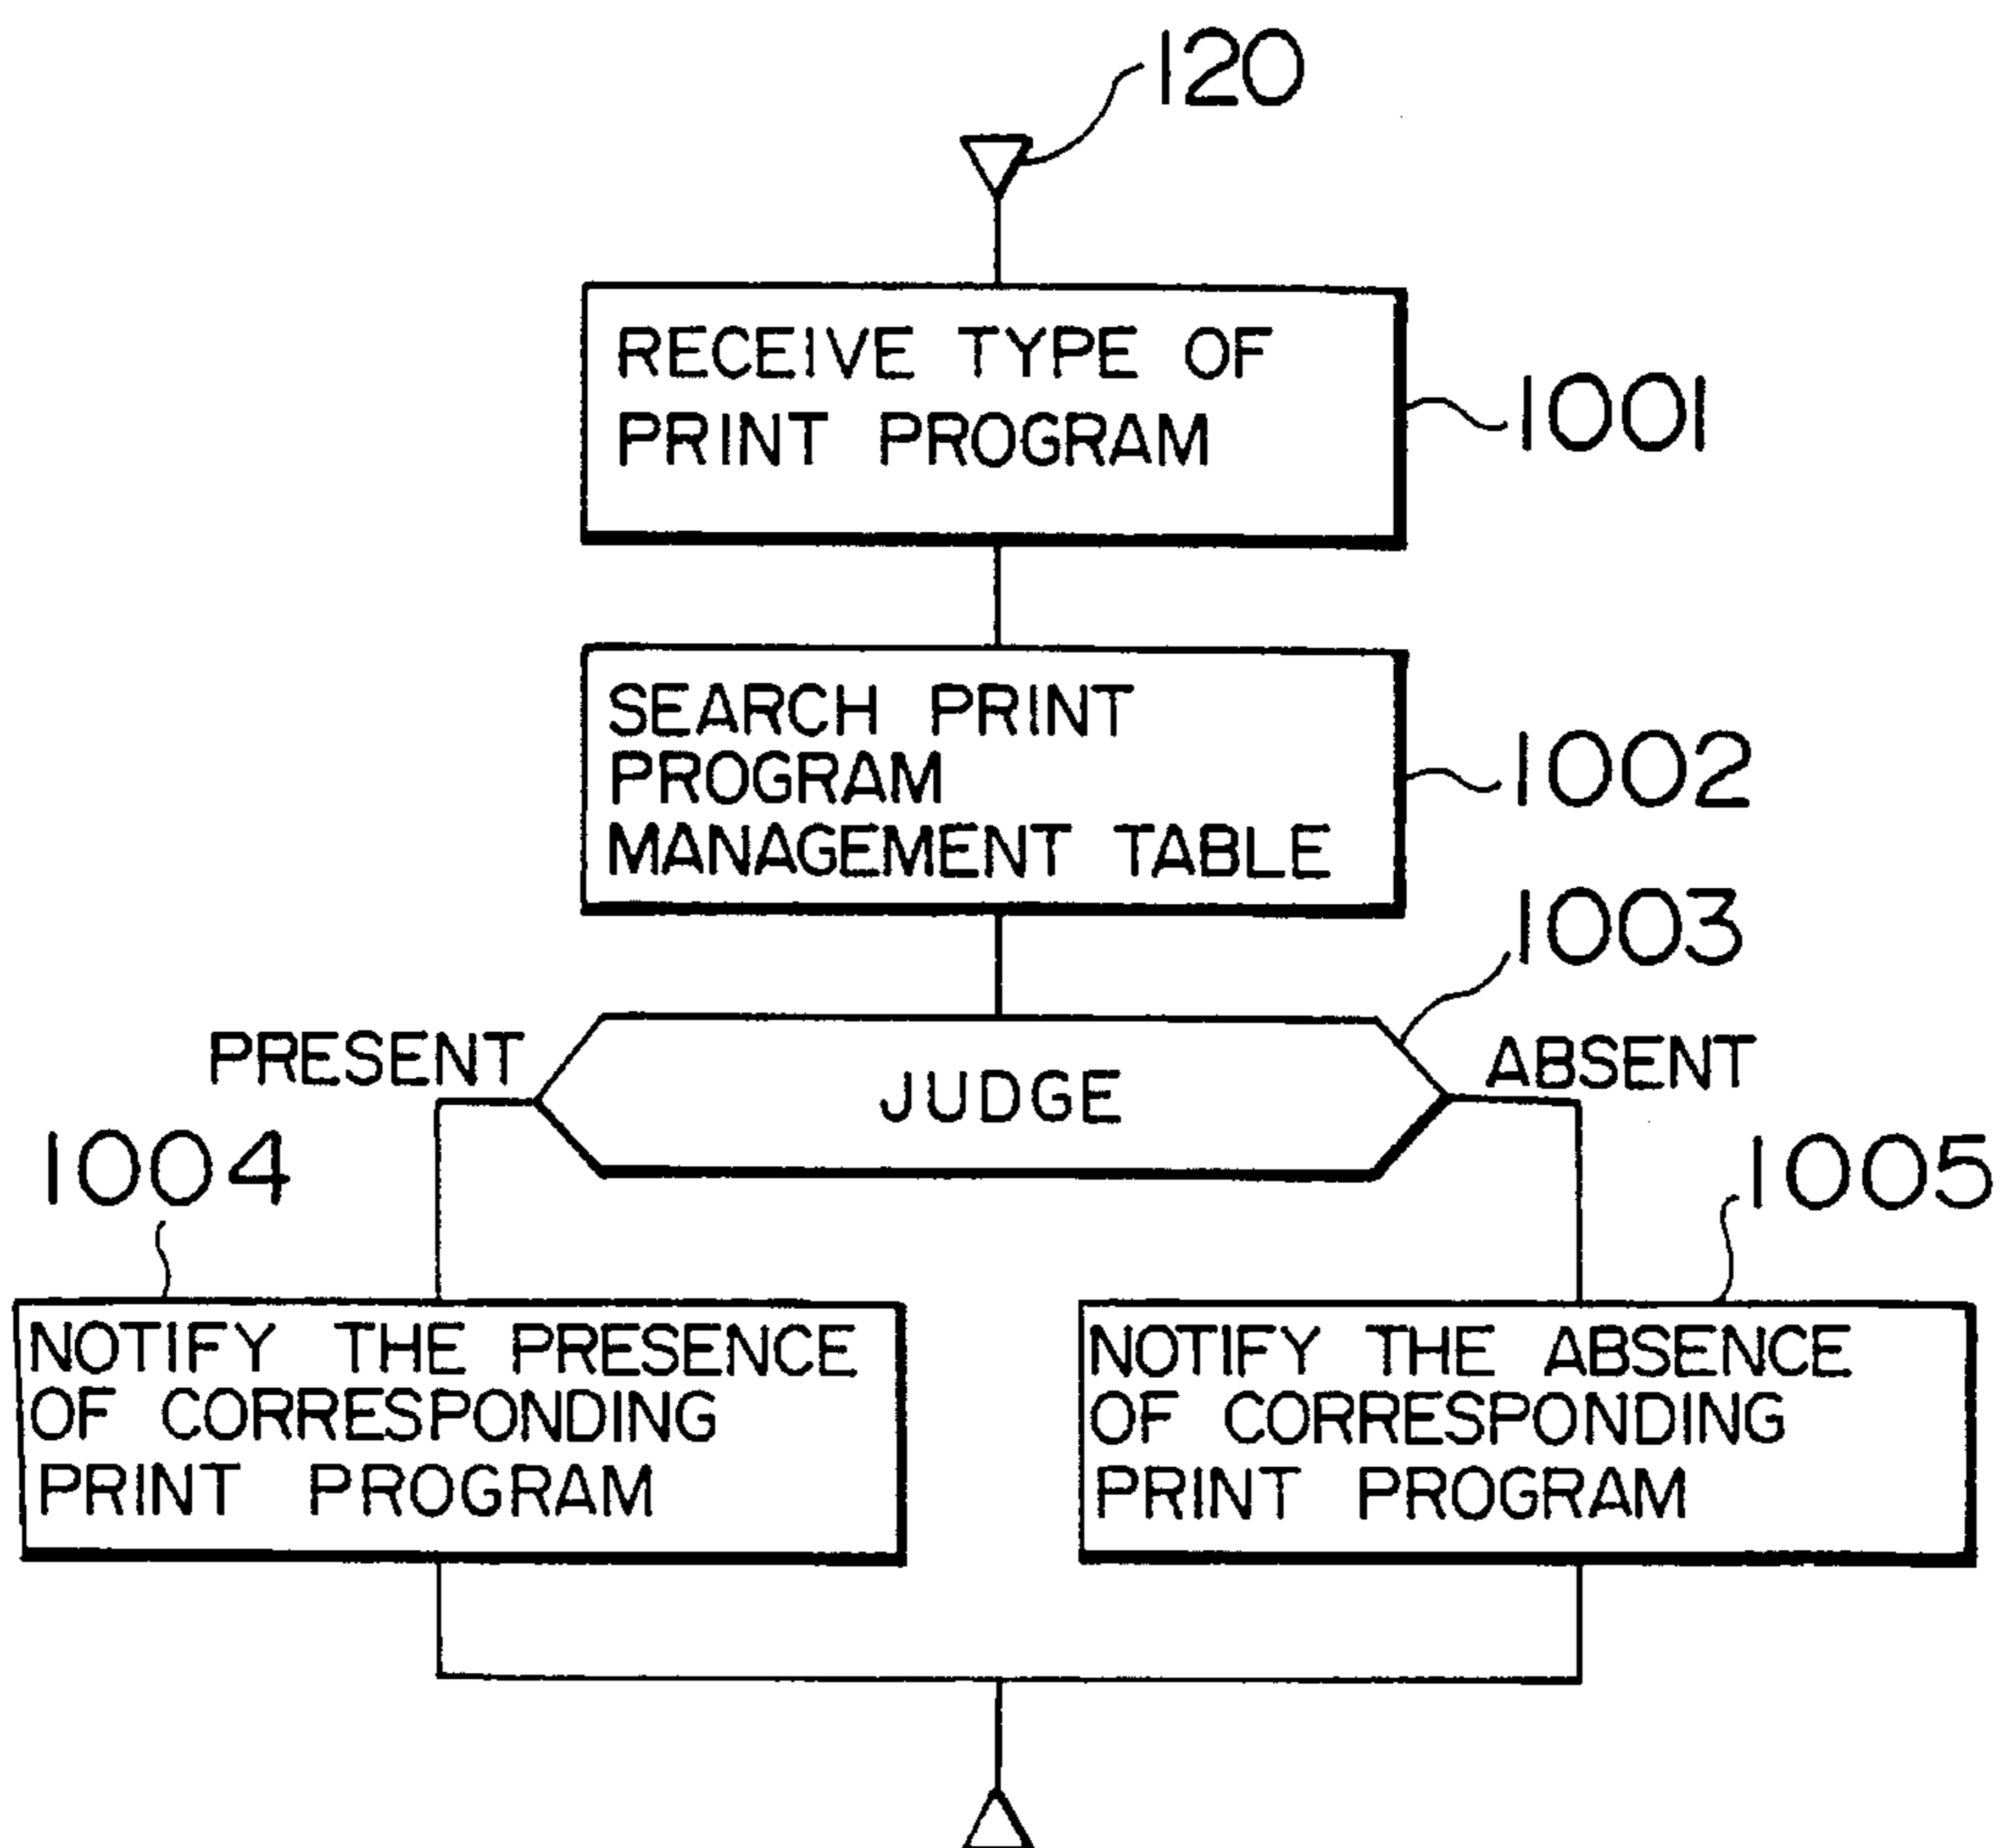 120
RECEIVE TYPE OF
PRINT PROGRAM
1001
SEARCH PRINT
PROGRAM
MANAGEMENT TABLE
1002
1003
PRESENT
JUDGE
ABSENT
1004
1005
NOTIFY THE PRESENCE
OF CORRESPONDING
PRINT PROGRAM
NOTIFY THE ABSENCE
OF CORRESPONDING
PRINT PROGRAM